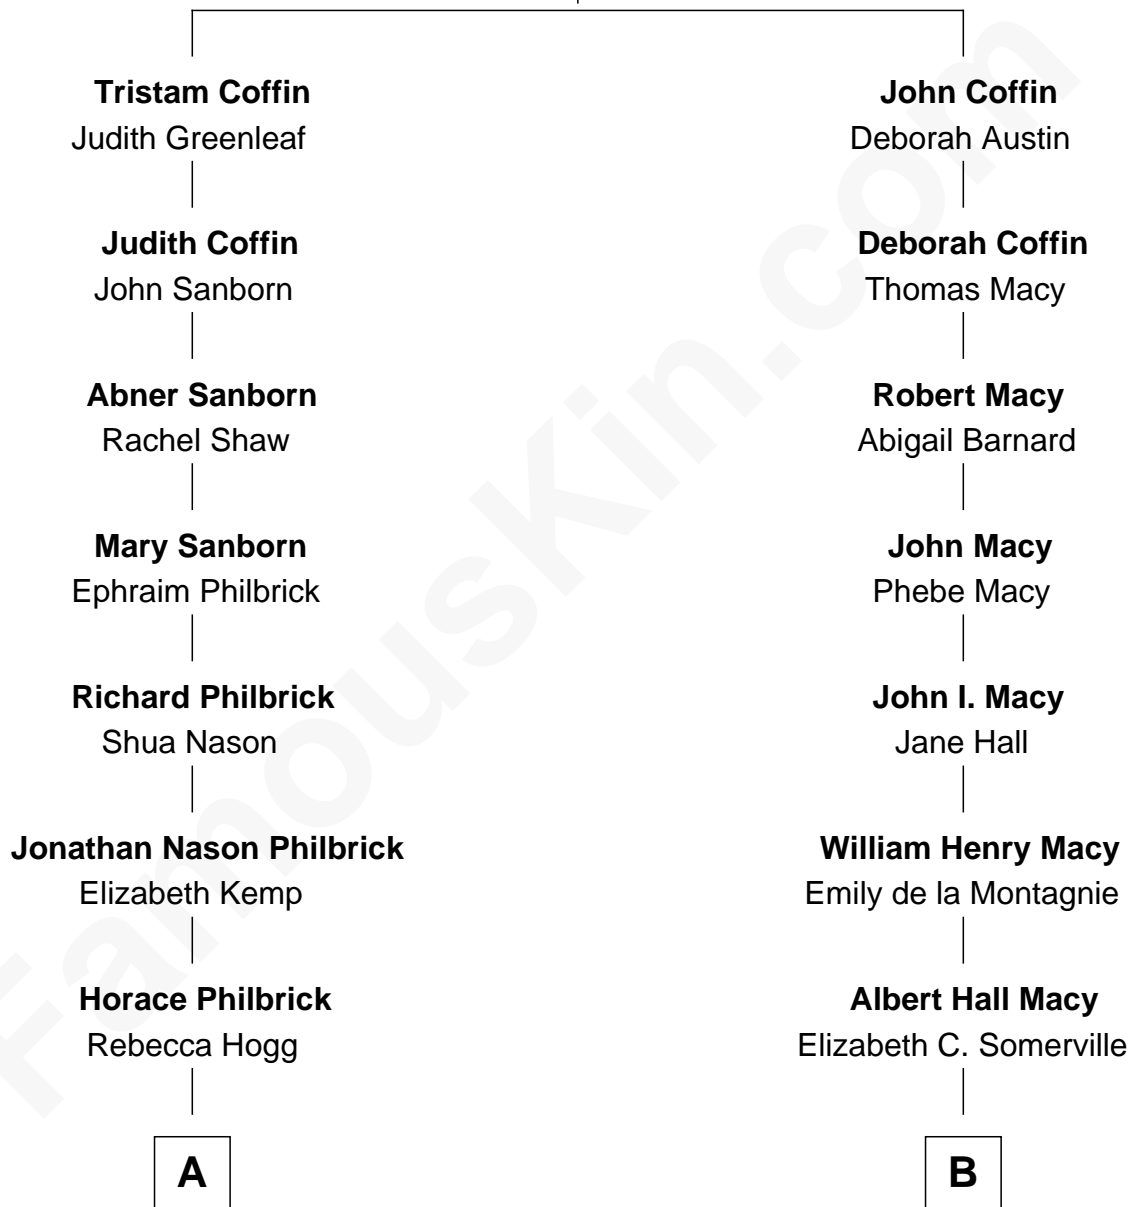 Tristam Coffin
Judith Greenleaf
Judith Coffin
John Sanborn
Abner Sanborn
Rachel Shaw
Mary Sanborn
Ephraim Philbrick
Richard Philbrick
Shua Nason
Jonathan Nason Philbrick
Elizabeth Kemp
Horace Philbrick
Rebecca Hogg
A
John Coffin
Deborah Austin
Deborah Coffin
Thomas Macy
Robert Macy
Abigail Barnard
John Macy
Phebe Macy
John I. Macy
Jane Hall
William Henry Macy
Emily de la Montagnie
Albert Hall Macy
Elizabeth C. Somerville
B
FamousKin.com